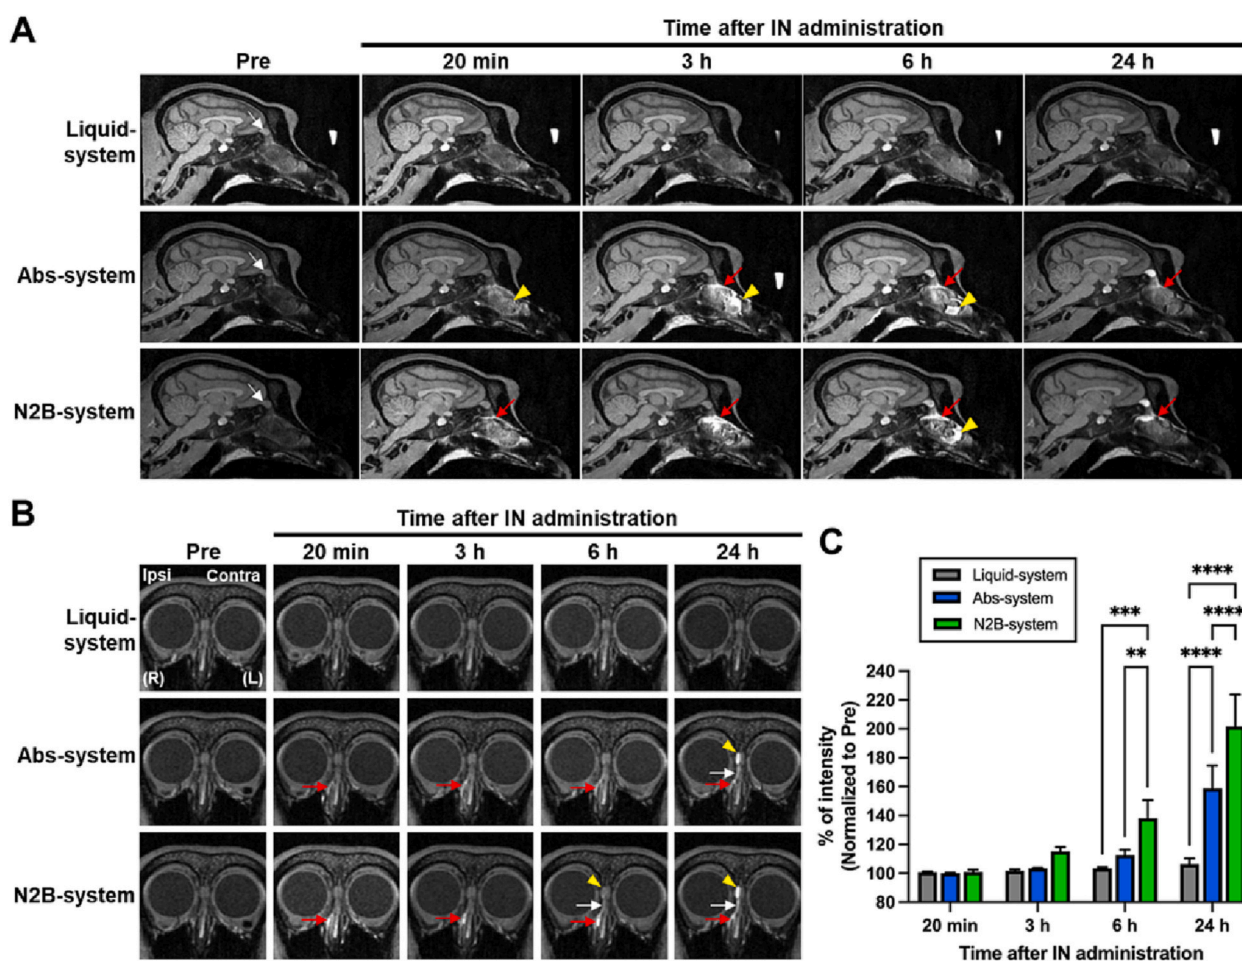 A
Time after IN administration
Pre 20 min 3 h 6 h 24 h
Liquid-
system
Abs-system
N2B-system
B
Time after IN administration
Pre 20 min 3 h 6 h 24 h
Ipsi Contra
Liquid-
system
(R) (L)
Abs-system
N2B-system
C
Liquid-system
Abs-system
N2B-system
****
*** ****
** ****
240
220
200
180
160
140
120
100
80
% of intensity
(Normalized to Pre)
20 min 3 h 6 h 24 h
Time after IN administration